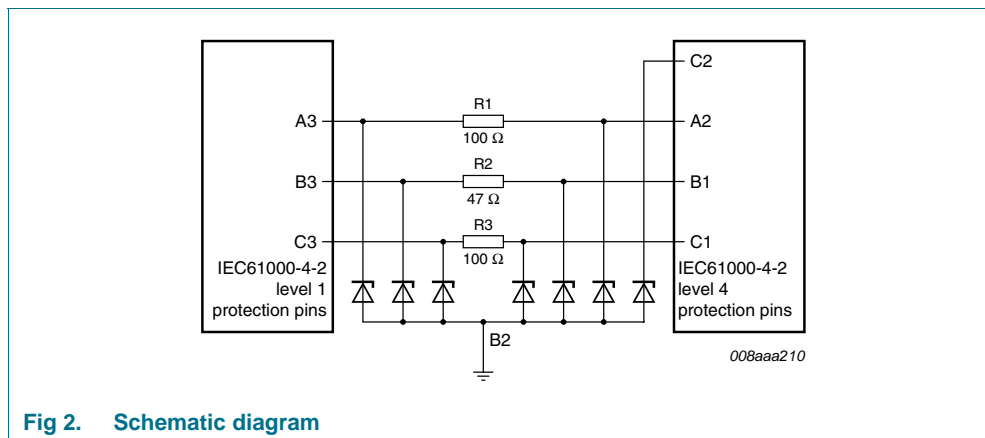 C2
R1
A3
A2
100 Ω
R2
B3
B1
47 Ω
R3
C3
C1
100 Ω
IEC61000-4-2
level 1
protection pins
IEC61000-4-2
level 4
protection pins
B2
008aaa210
Fig 2. Schematic diagram